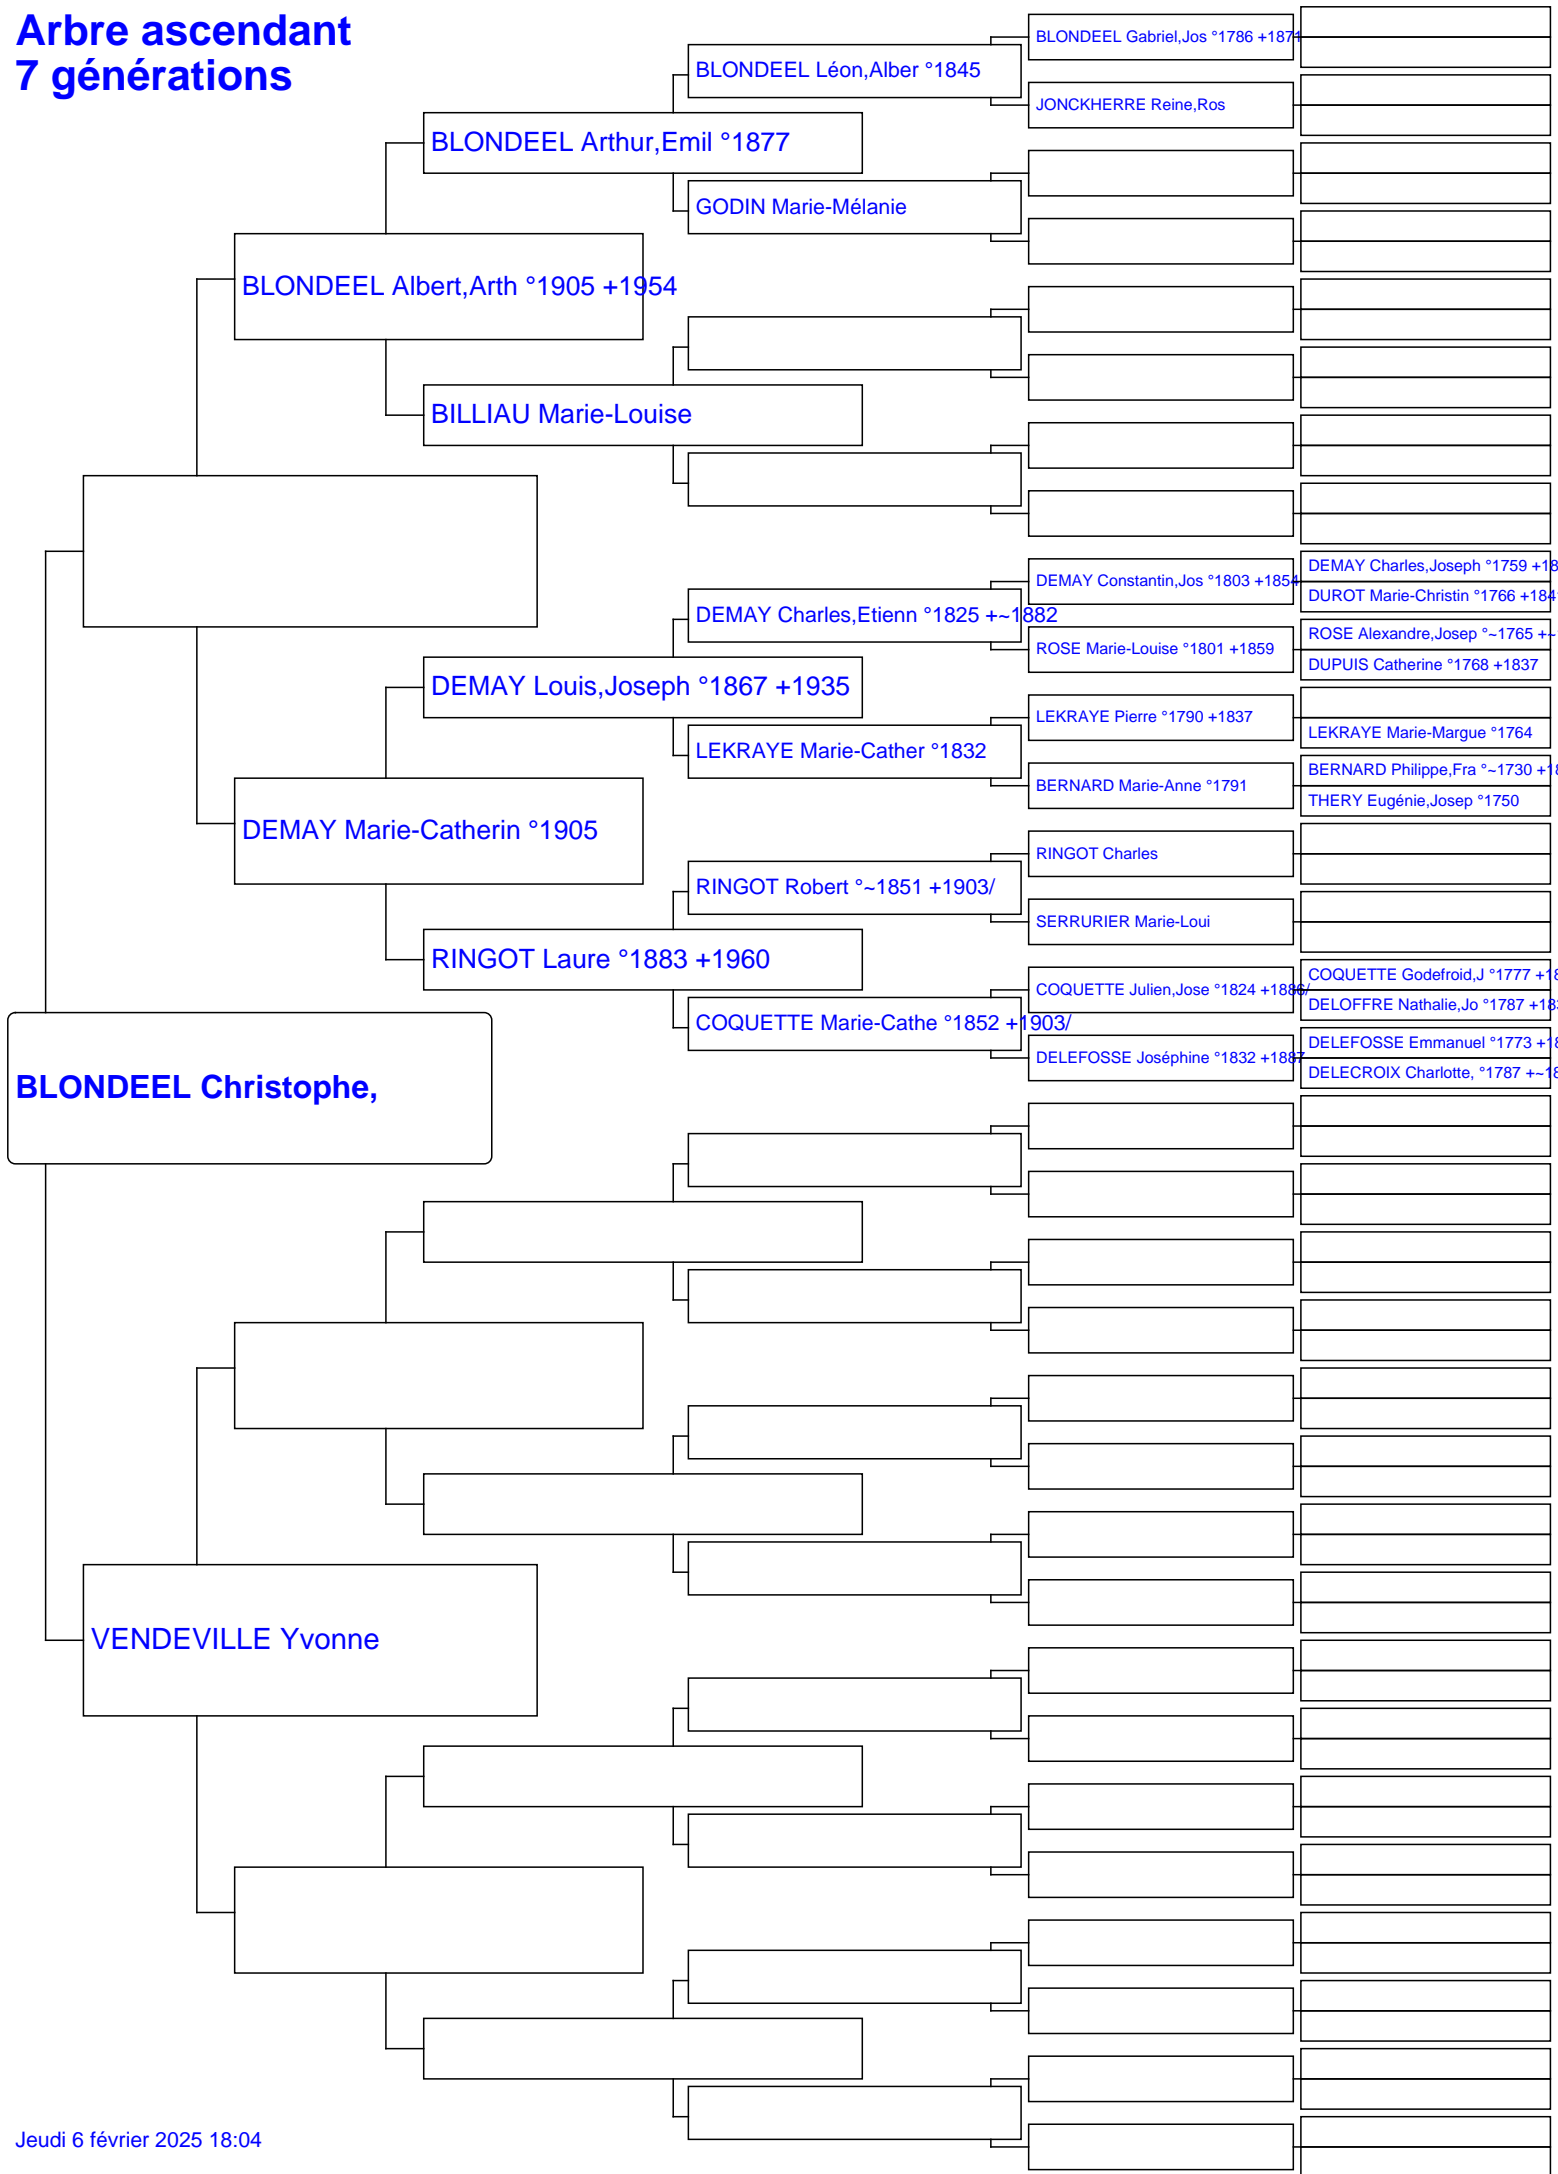 Arbre ascendant
7 générations
BLONDEEL Gabriel,Jos °1786 +1871
BLONDEEL Léon,Alber °1845
JONCKHERRE Reine,Ros
BLONDEEL Arthur,Emil °1877
GODIN Marie-Mélanie
BLONDEEL Albert,Arth °1905 +1954
BILLIAU Marie-Louise
DEMAY Charles,Joseph °1759 +18
DEMAY Constantin,Jos °1803 +1854
DUROT Marie-Christin °1766 +184
DEMAY Charles,Etienn °1825 +~1882
ROSE Alexandre,Josep °~1765 +~
ROSE Marie-Louise °1801 +1859
DUPUIS Catherine °1768 +1837
DEMAY Louis,Joseph °1867 +1935
LEKRAYE Pierre °1790 +1837
LEKRAYE Marie-Margue °1764
LEKRAYE Marie-Cather °1832
BERNARD Philippe,Fra °~1730 +18
BERNARD Marie-Anne °1791
THERY Eugénie,Josep °1750
DEMAY Marie-Catherin °1905
RINGOT Charles
RINGOT Robert °~1851 +1903/
SERRURIER Marie-Loui
RINGOT Laure °1883 +1960
COQUETTE Godefroid,J °1777 +18
COQUETTE Julien,Jose °1824 +1886/
DELOFFRE Nathalie,Jo °1787 +183
COQUETTE Marie-Cathe °1852 +1903/
DELEFOSSE Emmanuel °1773 +18
DELEFOSSE Joséphine °1832 +1887
DELECROIX Charlotte, °1787 +~18
BLONDEEL Christophe,
VENDEVILLE Yvonne
Jeudi 6 février 2025 18:04